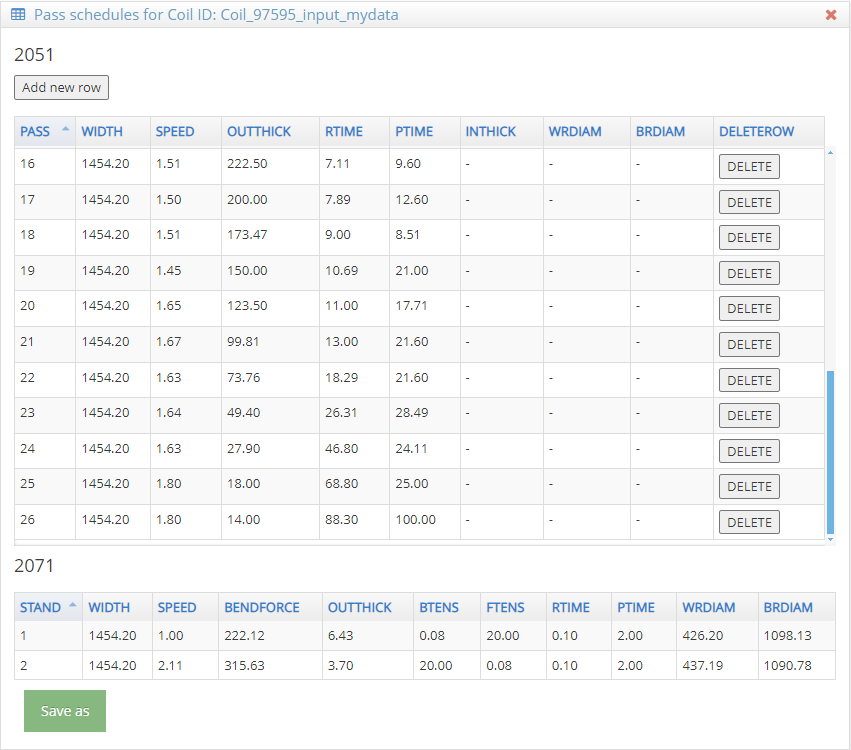 Pass schedules for Coil ID: Coil_97595_input_mydata
2051
Add new row
PASS WIDTH SPEED OUTTHICK RTIME PTIME INTHICK WRDIAM BRDIAM DELETEROW
16 1454.20 1.51 222.50 7.11 9.60 - - - DELETE
17 1454.20 1.50 200.00 7.89 12.60 - - - DELETE
18 1454.20 1.51 173.47 9.00 8.51 - - - DELETE
19 1454.20 1.45 150.00 10.69 21.00 - - - DELETE
20 1454.20 1.65 123.50 11.00 17.71 - - - DELETE
21 1454.20 1.67 99.81 13.00 21.60 - - - DELETE
22 1454.20 1.63 73.76 18.29 21.60 - - - DELETE
23 1454.20 1.64 49.40 26.31 28.49 - - - DELETE
24 1454.20 1.63 27.90 46.80 24.11 - - - DELETE
25 1454.20 1.80 18.00 68.80 25.00 - - - DELETE
26 1454.20 1.80 14.00 88.30 100.00 - - - DELETE
2071
STAND WIDTH SPEED BENDFORCE OUTTHICK BTENS FTENS RTIME PTIME WRDIAM BRDIAM
1 1454.20 1.00 222.12 6.43 0.08 20.00 0.10 2.00 426.20 1098.13
2 1454.20 2.11 315.63 3.70 20.00 0.08 0.10 2.00 437.19 1090.78
Save as